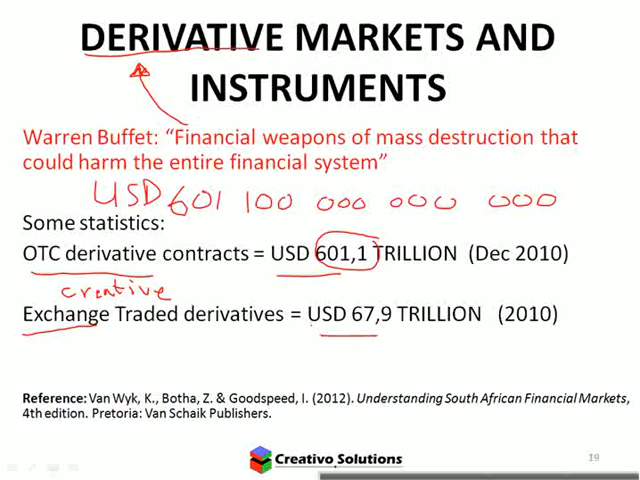 DERIVATIVE MARKETS AND
INSTRUMENTS
Warren Buffet: “Financial weapons of mass destruction that
could harm the entire financial system”
USD 601 100 000 000 000
Some statistics:
OTC derivative contracts = USD 601,1 TRILLION (Dec 2010)
creative
Exchange Traded derivatives = USD 67,9 TRILLION (2010)
Reference: Van Wyk, K., Botha, Z. & Goodspeed, I. (2012). Understanding South African Financial Markets,
4th edition. Pretoria: Van Schaik Publishers.
Creativo Solutions
19